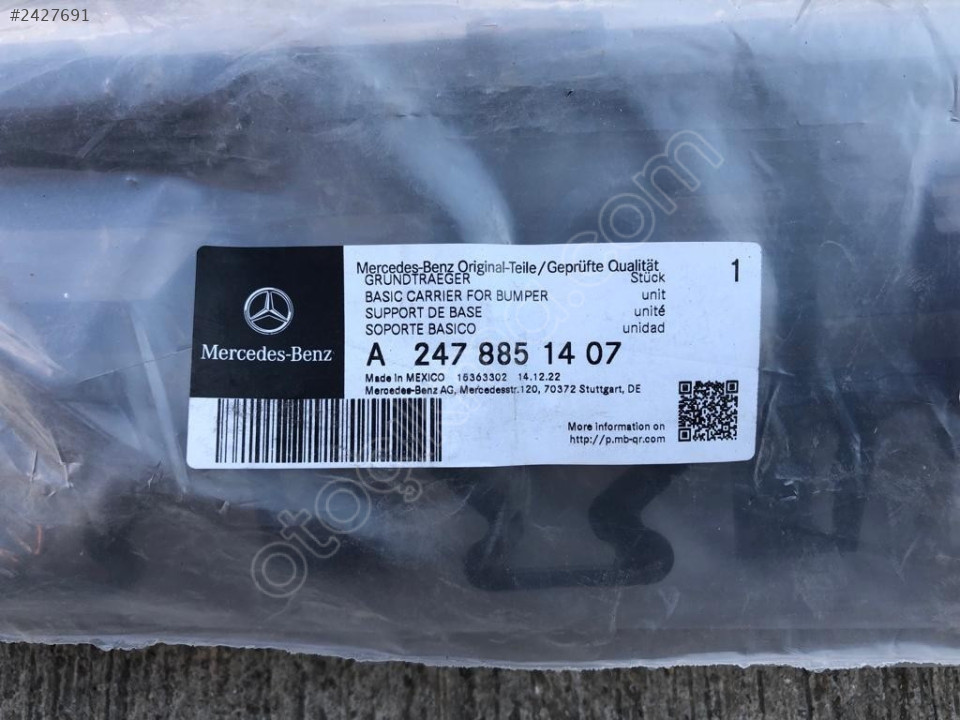 #2427691
Mercedes-Benz Original-Teile/Geprüfte Qualität 1
GRUNDTRAEGER Stück
BASIC CARRIER FOR BUMPER unit
SUPPORT DE BASE unité
SOPORTE BASICO unidad
Mercedes-Benz
A 247 885 14 07
Made in MEXICO 15363302 14.12.22
Mercedes-Benz AG, Mercedesstr.120, 70372 Stuttgart, DE
More information on
http://p.mb-qr.com